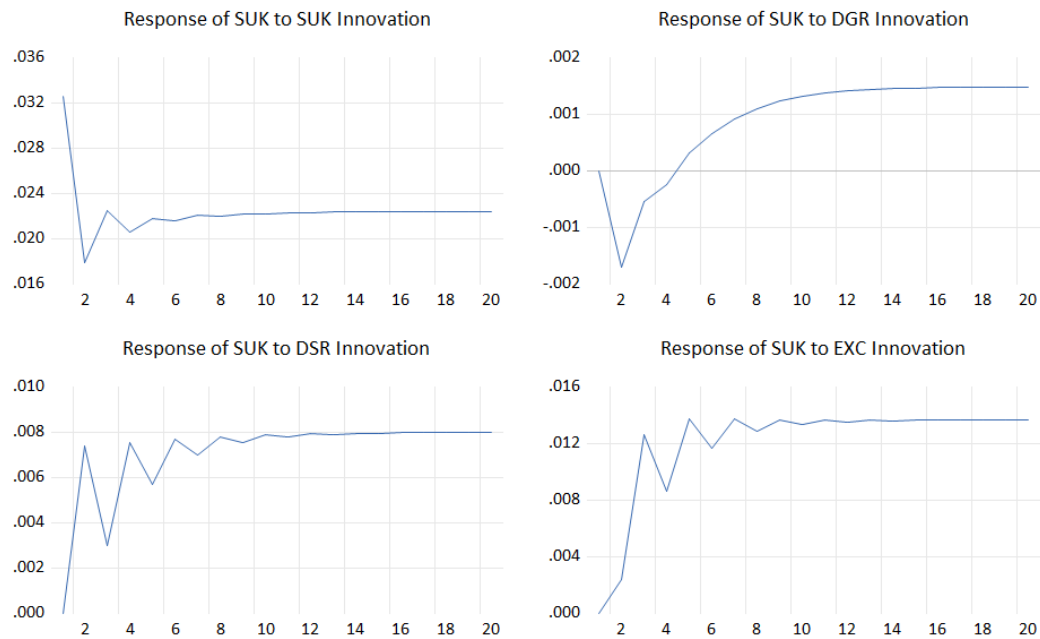 Response of SUK to SUK Innovation
.036
.032
.028
.024
.020
.016
2 4 6 8 10 12 14 16 18 20
Response of SUK to DGR Innovation
.002
.001
.000
-.001
-.002
2 4 6 8 10 12 14 16 18 20
Response of SUK to DSR Innovation
.010
.008
.006
.004
.002
.000
2 4 6 8 10 12 14 16 18 20
Response of SUK to EXC Innovation
.016
.012
.008
.004
.000
2 4 6 8 10 12 14 16 18 20